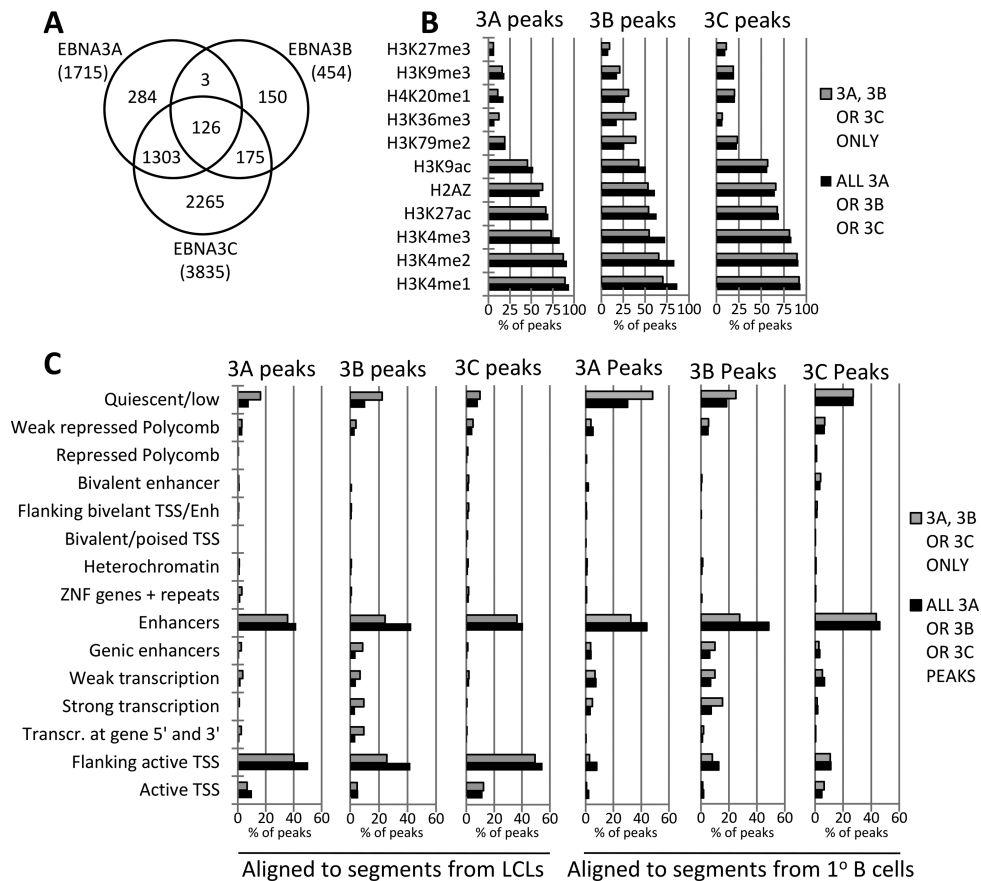 A
EBNA3A
(1715)
EBNA3B
(454)
3
284
150
126
1303
175
2265
EBNA3C
(3835)
B
3A peaks
3B peaks
3C peaks
H3K27me3
H3K9me3
H4K20me1
H3K36me3
H3K79me2
H3K9ac
H2AZ
H3K27ac
H3K4me3
H3K4me2
H3K4me1
0 25 50 75 100
% of peaks
0 25 50 75 100
% of peaks
0 25 50 75 100
% of peaks
3A, 3B
OR 3C
ONLY
ALL 3A
OR 3B
OR 3C
C
3A peaks
3B peaks
3C peaks
3A Peaks
3B Peaks
3C Peaks
Quiescent/low
Weak repressed Polycomb
Repressed Polycomb
Bivalent enhancer
Flanking bivelant TSS/Enh
Bivalent/poised TSS
Heterochromatin
ZNF genes + repeats
Enhancers
Genic enhancers
Weak transcription
Strong transcription
Transcr. at gene 5' and 3'
Flanking active TSS
Active TSS
0 20 40 60
% of peaks
0 20 40 60
% of peaks
0 20 40 60
% of peaks
0 20 40 60
% of peaks
0 20 40 60
% of peaks
0 20 40 60
% of peaks
3A, 3B
OR 3C
ONLY
ALL 3A
OR 3B
OR 3C
PEAKS
Aligned to segments from LCLs
Aligned to segments from 1º B cells